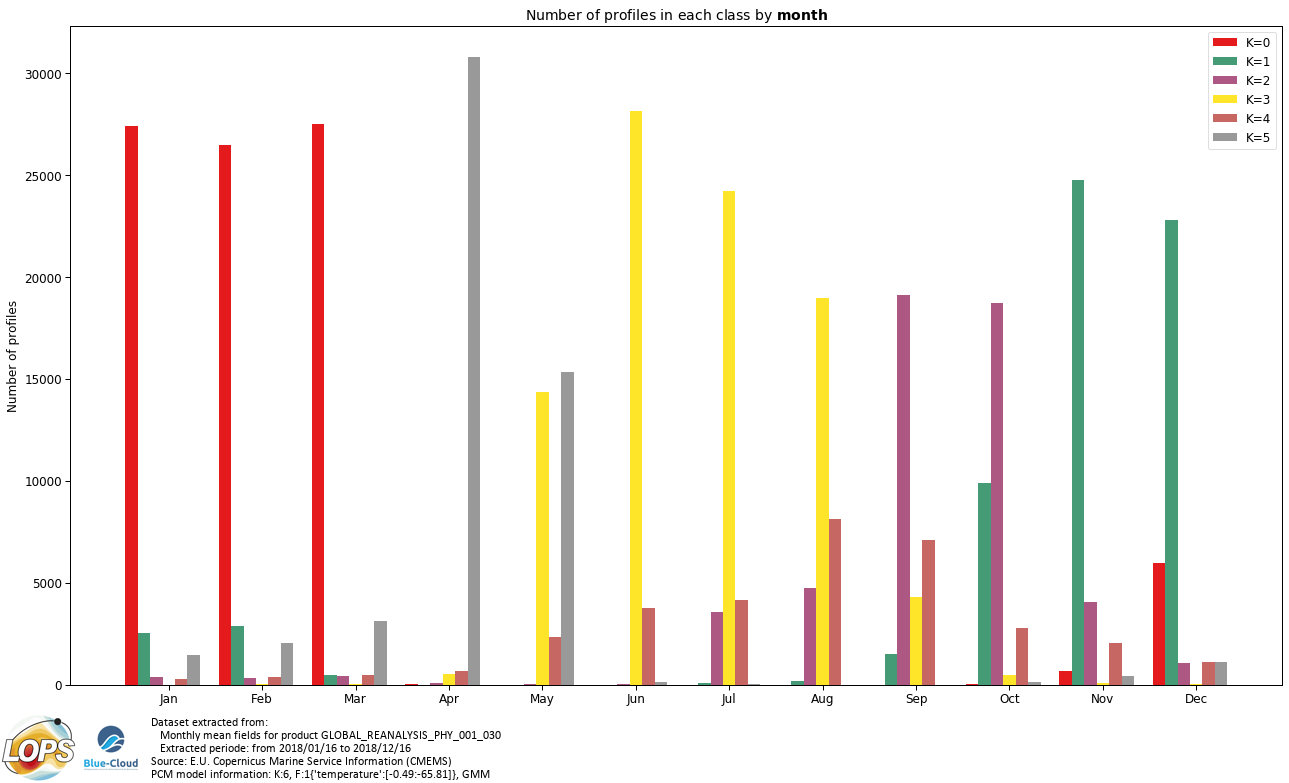 Number of profiles in each class by month
K=0
K=1
K=2
K=3
K=4
K=5
Number of profiles
30000
25000
20000
15000
10000
5000
0
Jan Feb Mar Apr May Jun Jul Aug Sep Oct Nov Dec
LOPS
Blue-Cloud
Dataset extracted from:
Monthly mean fields for product GLOBAL_REANALYSIS_PHY_001_030
Extracted periode: from 2018/01/16 to 2018/12/16
Source: E.U. Copernicus Marine Service Information (CMEMS)
PCM model information: K:6, F:1{'temperature':[-0.49:-65.81]}, GMM